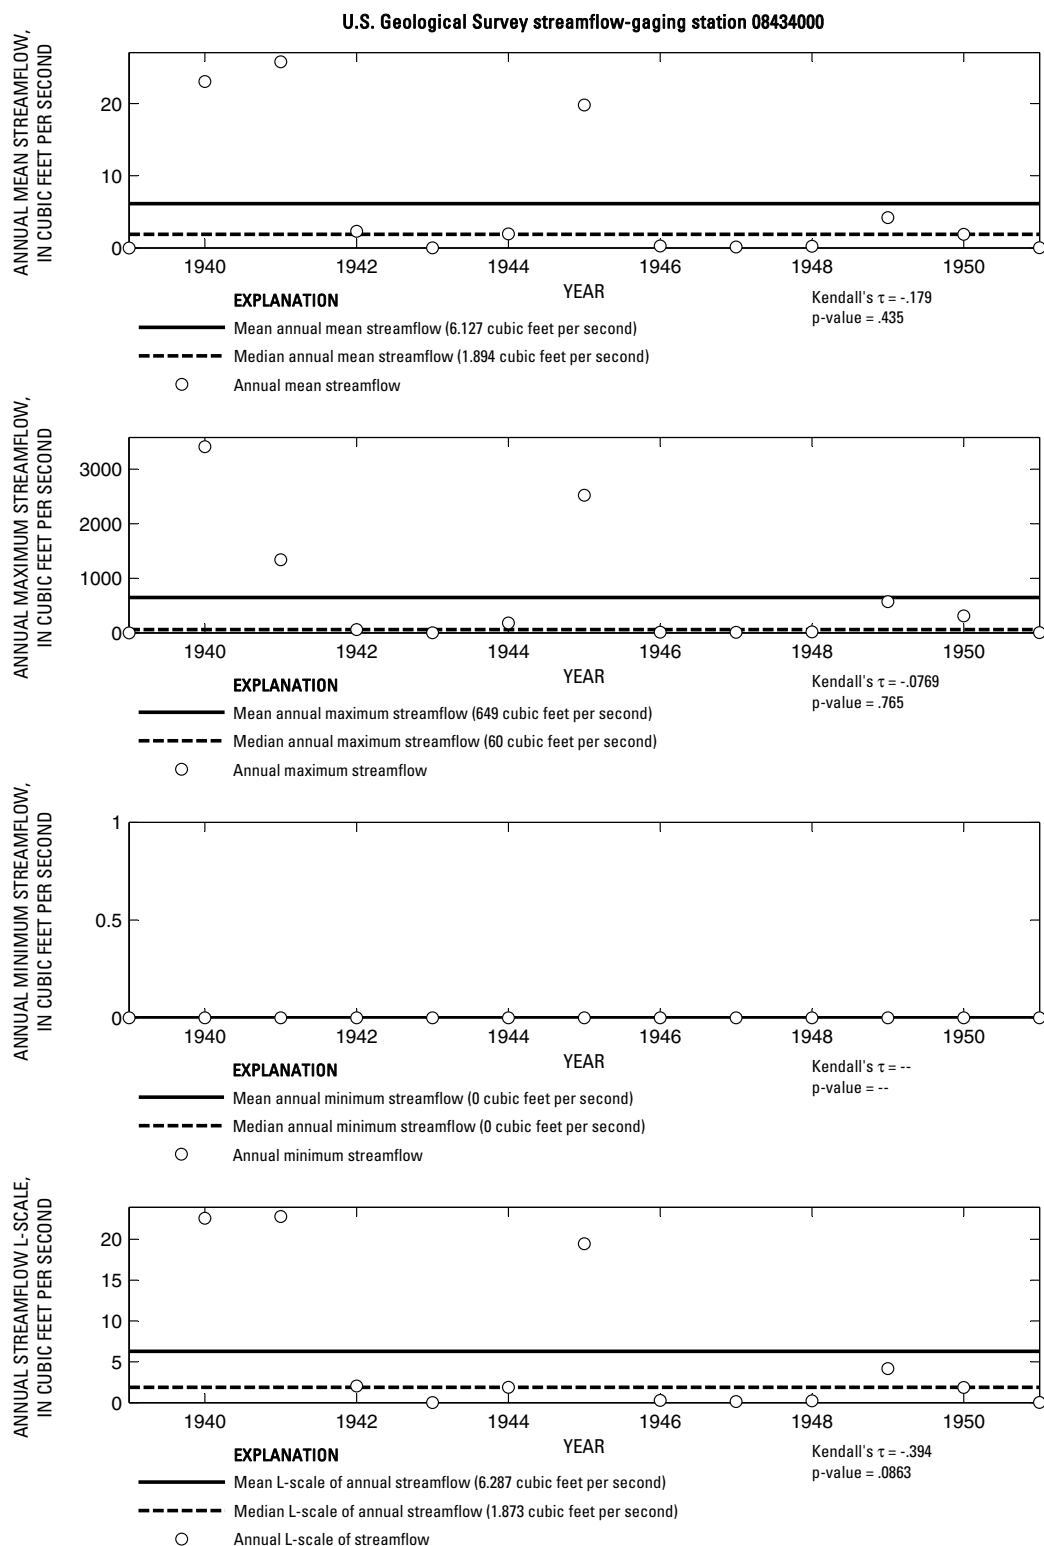 U.S. Geological Survey streamflow-gaging station 08434000
ANNUAL MEAN STREAMFLOW,
IN CUBIC FEET PER SECOND
20
10
0
1940 1942 1944 1946 1948 1950
YEAR
Kendall's τ = -.179
p-value = .435
EXPLANATION
Mean annual mean streamflow (6.127 cubic feet per second)
Median annual mean streamflow (1.894 cubic feet per second)
Annual mean streamflow
ANNUAL MAXIMUM STREAMFLOW,
IN CUBIC FEET PER SECOND
3000
2000
1000
0
1940 1942 1944 1946 1948 1950
YEAR
Kendall's τ = -.0769
p-value = .765
EXPLANATION
Mean annual maximum streamflow (649 cubic feet per second)
Median annual maximum streamflow (60 cubic feet per second)
Annual maximum streamflow
ANNUAL MINIMUM STREAMFLOW,
IN CUBIC FEET PER SECOND
1
0.5
0
1940 1942 1944 1946 1948 1950
YEAR
Kendall's τ = --
p-value = --
EXPLANATION
Mean annual minimum streamflow (0 cubic feet per second)
Median annual minimum streamflow (0 cubic feet per second)
Annual minimum streamflow
ANNUAL STREAMFLOW L-SCALE,
IN CUBIC FEET PER SECOND
20
15
10
5
0
1940 1942 1944 1946 1948 1950
YEAR
Kendall's τ = -.394
p-value = .0863
EXPLANATION
Mean L-scale of annual streamflow (6.287 cubic feet per second)
Median L-scale of annual streamflow (1.873 cubic feet per second)
Annual L-scale of streamflow